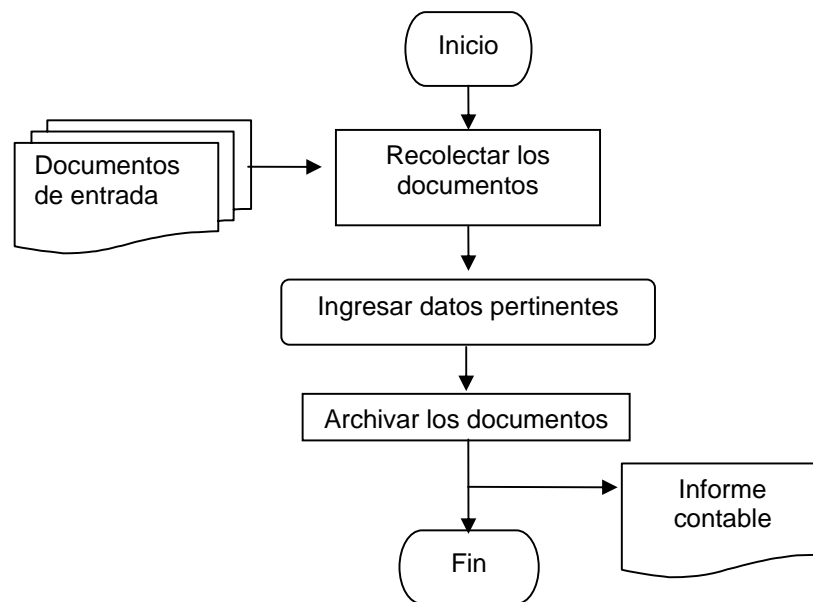 Inicio
Documentos
de entrada
Recolectar los
documentos
Ingresar datos pertinentes
Archivar los documentos
Informe
contable
Fin